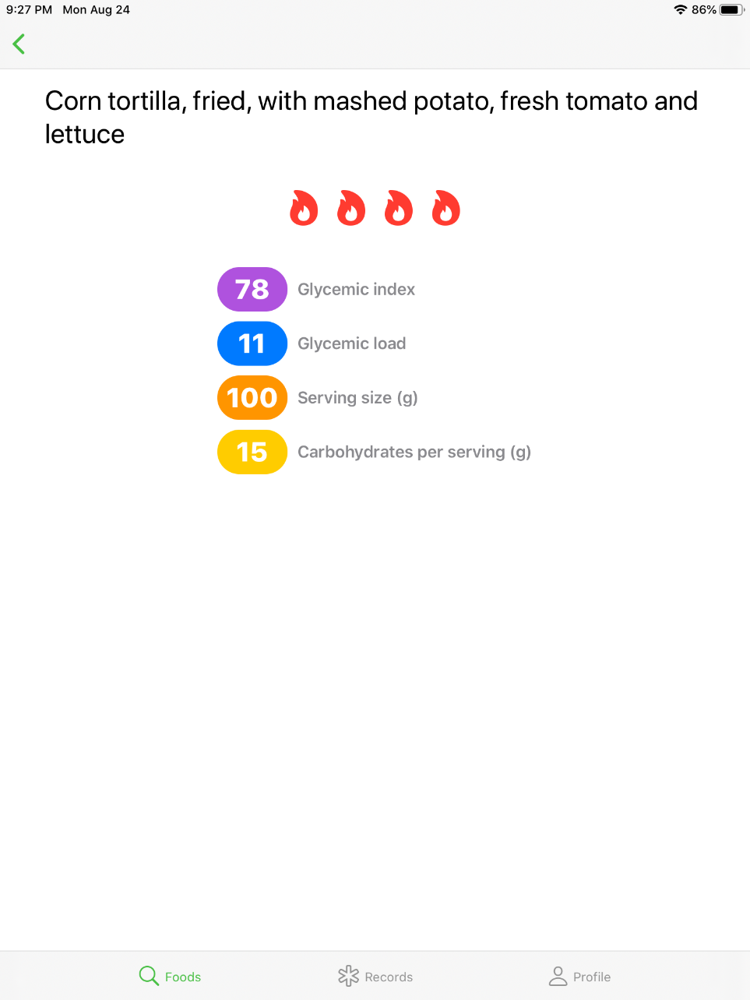 9:27 PM Mon Aug 24 86%
Corn tortilla, fried, with mashed potato, fresh tomato and
lettuce
78 Glycemic index
11 Glycemic load
100 Serving size (g)
15 Carbohydrates per serving (g)
Foods Records Profile